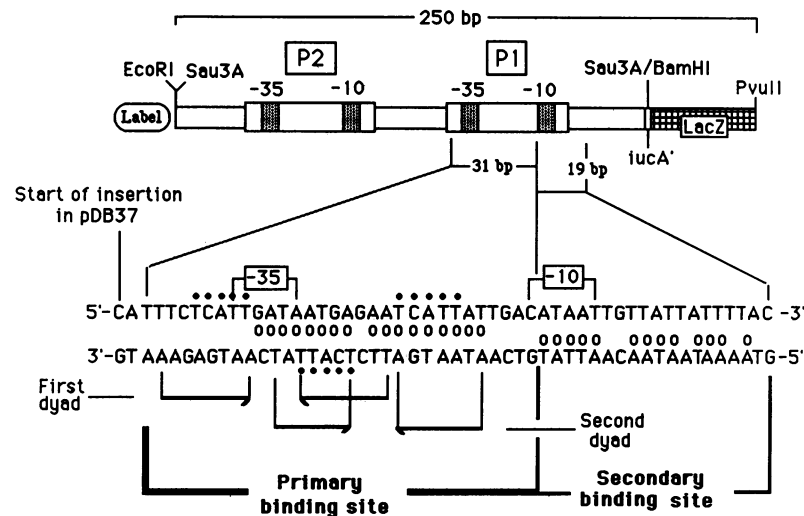 250 bp
P2
P1
EcoRI
Sau3A
-35
-10
-35
-10
Sau3A/BamHI
PvuII
Label
LacZ
iucA'
31 bp
19 bp
Start of insertion
in pDB37
-35
-10
5'-CATTTCTCATTGATAATGAGAATCATTATTGACATAATTGTTATTATTTTAC -3'
3'-GTAAAGAGTAACTATTACTCTTAGTAATAACTGTATTAACAATAATAAAATG-5'
First
dyad
Second
dyad
Primary
binding site
Secondary
binding site